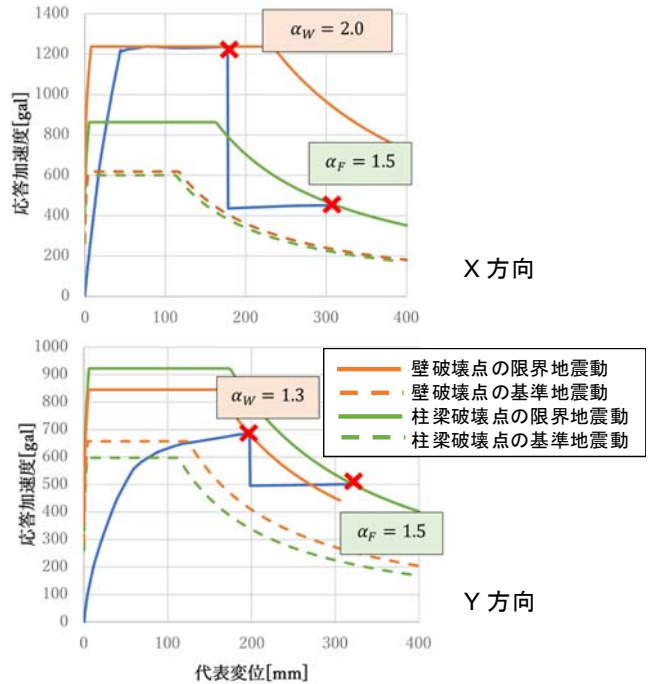 1400
1200
1000
800
600
400
200
0
応答加速度[gal]
α_W = 2.0
α_F = 1.5
0 100 200 300 400
X 方向
1000
900
800
700
600
500
400
300
200
100
0
応答加速度[gal]
α_W = 1.3
壁破壊点の限界地震動
壁破壊点の基準地震動
柱梁破壊点の限界地震動
柱梁破壊点の基準地震動
α_F = 1.5
0 100 200 300 400
代表変位[mm]
Y 方向